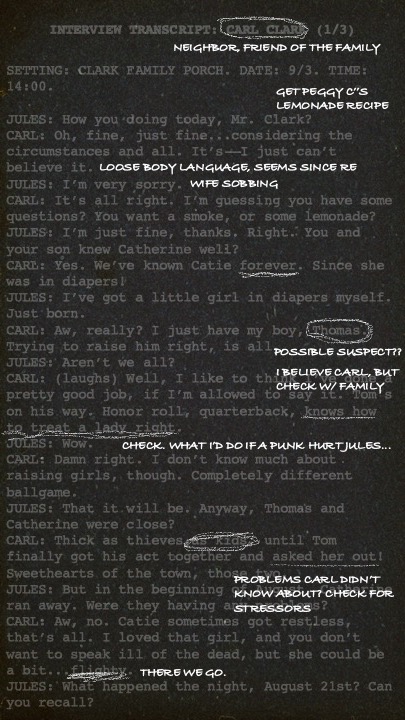 INTERVIEW TRANSCRIPT: CARL CLARK (1/3)
NEIGHBOR, FRIEND OF THE FAMILY
SETTING: CLARK FAMILY PORCH. DATE: 9/3. TIME:
14:00.
GET PEGGY C"S
LEMONADE RECIPE
JULES: How you doing today, Mr. Clark?
CARL: Oh, fine, just fine...considering the
circumstances and all. It's—I just can't
believe it. LOOSE BODY LANGUAGE, SEEMS SINCE RE
JULES: I'm very sorry. WIFE SOBBING
CARL: It's all right. I'm guessing you have some
questions? You want a smoke, or some lemonade?
JULES: I'm just fine, thanks. Right. You and
your son knew Catherine well?
CARL: Yes. We've known Catie forever. Since she
was in diapers!
JULES: I've got a little girl in diapers myself.
Just born.
CARL: Aw, really? I just have my boy, Thomas.
Trying to raise him right, is all.
POSSIBLE SUSPECT??
JULES: Aren't we all?
I BELIEVE CARL, BUT
CHECK W/ FAMILY
CARL: (laughs) Well, I like to think I'd done a
pretty good job, if I'm allowed to say it. Tom's
on his way. Honor roll, quarterback, knows how
to treat a lady right.
JULES: Wow. CHECK. WHAT I'D DO IF A PUNK HURT JULES...
CARL: Damn right. I don't know much about
raising girls, though. Completely different
ballgame.
JULES: That it will be. Anyway, Thomas and
Catherine were close?
CARL: Thick as thieves as kids, until Tom
finally got his act together and asked her out!
Sweethearts of the town, those two.
PROBLEMS CARL DIDN'T
KNOW ABOUT? CHECK FOR
STRESSORS
JULES: But in the beginning of
ran away. Were they having
CARL: Aw, no. Catie sometimes got restless,
that's all. I loved that girl, and you don't
want to speak ill of the dead, but she could be
a bit...flighty. THERE WE GO.
JULES: What happened the night, August 21st? Can
you recall?